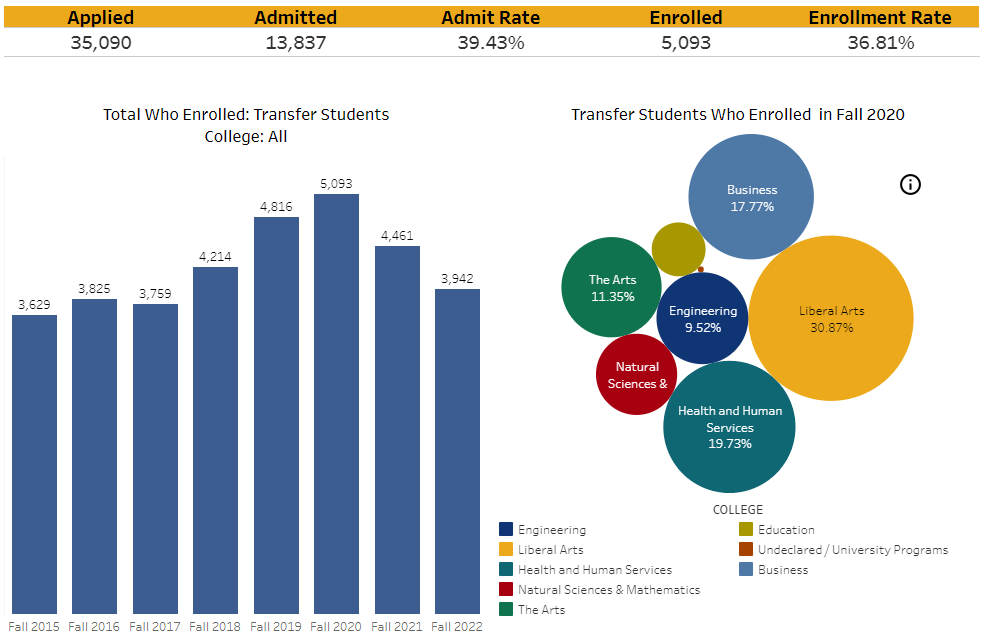 Applied Admitted Admit Rate Enrolled Enrollment Rate
35,090 13,837 39.43% 5,093 36.81%
Total Who Enrolled: Transfer Students
College: All
5,093
4,816
4,461
4,214
3,942
3,825
3,759
3,629
Fall 2015 Fall 2016 Fall 2017 Fall 2018 Fall 2019 Fall 2020 Fall 2021 Fall 2022
Transfer Students Who Enrolled in Fall 2020
Business
17.77%
The Arts
11.35%
Engineering
9.52%
Liberal Arts
30.87%
Natural
Sciences &
Health and Human
Services
19.73%
COLLEGE
Engineering
Liberal Arts
Health and Human Services
Natural Sciences & Mathematics
The Arts
Education
Undeclared / University Programs
Business